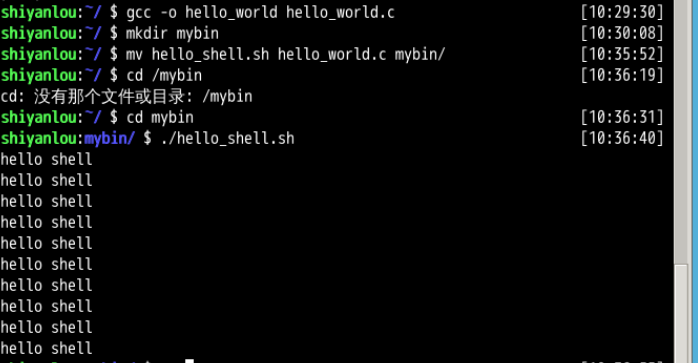 shiyanlou:~/ $ gcc -o hello_world hello_world.c [10:29:30]
shiyanlou:~/ $ mkdir mybin [10:30:08]
shiyanlou:~/ $ mv hello_shell.sh hello_world.c mybin/ [10:35:52]
shiyanlou:~/ $ cd /mybin [10:36:19]
cd: 没有那个文件或目录: /mybin
shiyanlou:~/ $ cd mybin [10:36:31]
shiyanlou:mybin/ $ ./hello_shell.sh [10:36:40]
hello shell
hello shell
hello shell
hello shell
hello shell
hello shell
hello shell
hello shell
hello shell
hello shell